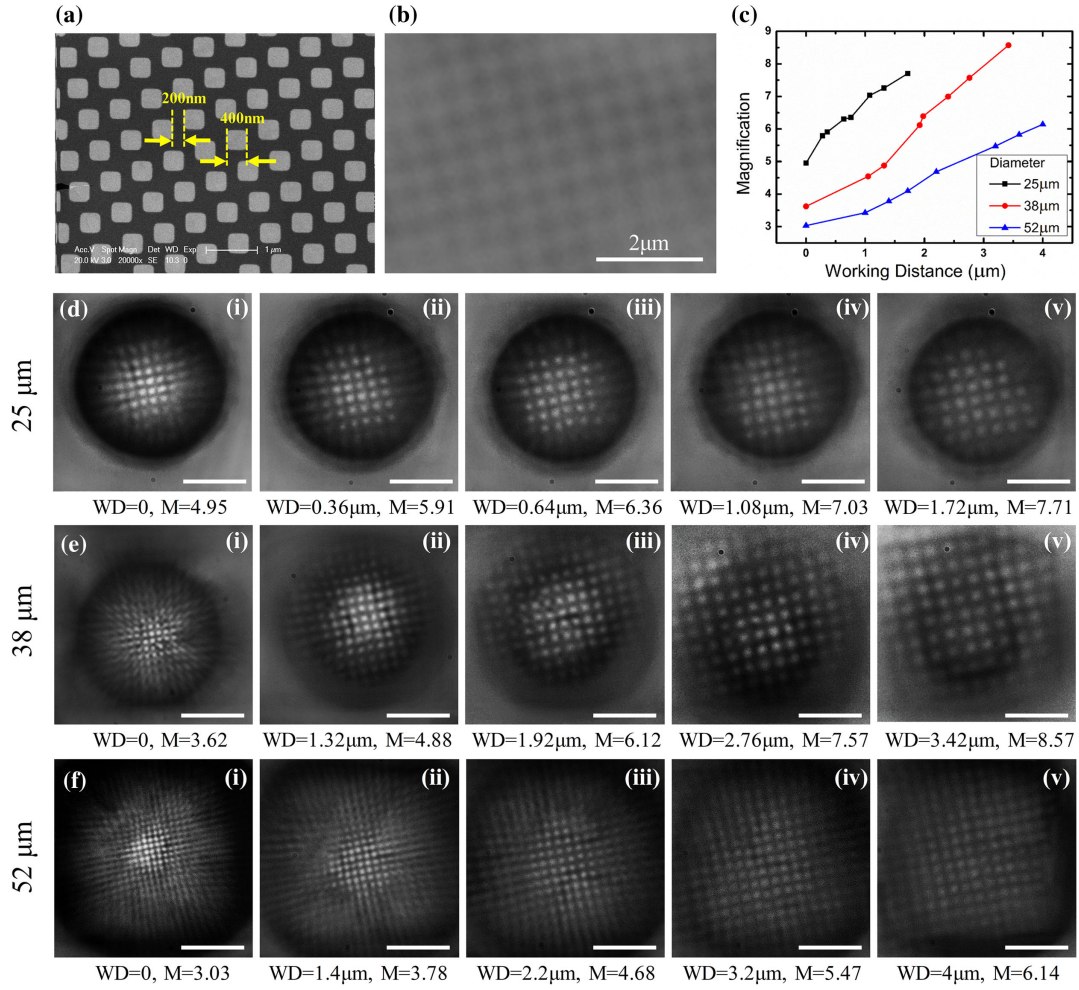 (a)
200nm
400nm
Acc.V Spot Magn Det WD Exp 1 μm
20.0 kV 3.0 20000x SE 10.3 0
(b)
2μm
(c)
9
8
7
6
5
4
3
Magnification
0 1 2 3 4
Working Distance (μm)
Diameter
25μm
38μm
52μm
25 μm
(d) (i) (ii) (iii) (iv) (v)
WD=0, M=4.95 WD=0.36μm, M=5.91 WD=0.64μm, M=6.36 WD=1.08μm, M=7.03 WD=1.72μm, M=7.71
38 μm
(e) (i) (ii) (iii) (iv) (v)
WD=0, M=3.62 WD=1.32μm, M=4.88 WD=1.92μm, M=6.12 WD=2.76μm, M=7.57 WD=3.42μm, M=8.57
52 μm
(f) (i) (ii) (iii) (iv) (v)
WD=0, M=3.03 WD=1.4μm, M=3.78 WD=2.2μm, M=4.68 WD=3.2μm, M=5.47 WD=4μm, M=6.14